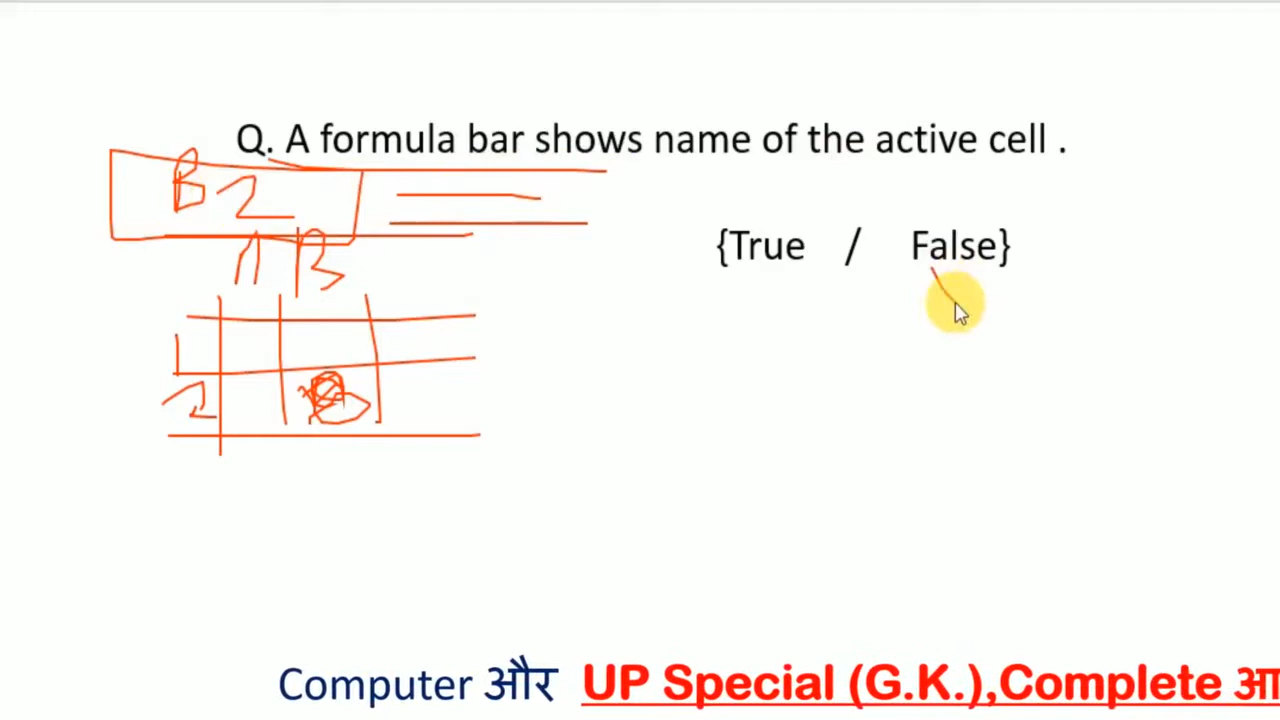 Q. A formula bar shows name of the active cell .
B2
{True / False}
A B
1
2
Computer और UP Special (G.K.),Complete आ